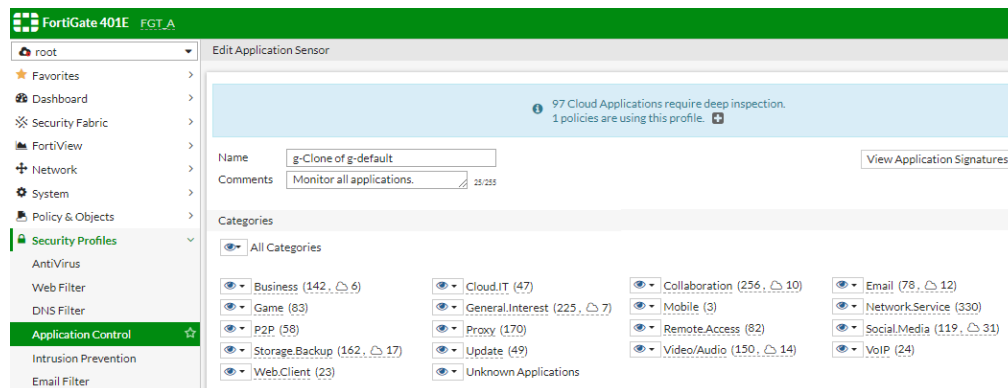 FortiGate 401E FGT_A
root
Edit Application Sensor
Favorites
Dashboard
Security Fabric
FortiView
Network
System
Policy & Objects
Security Profiles
AntiVirus
Web Filter
DNS Filter
Application Control
Intrusion Prevention
Email Filter
97 Cloud Applications require deep inspection.
1 policies are using this profile.
Name g-Clone of g-default
View Application Signatures
Comments Monitor all applications. 25/255
Categories
All Categories
Business (142, 6) Cloud.IT (47) Collaboration (256, 10) Email (78, 12)
Game (83) General.Interest (225, 7) Mobile (3) Network.Service (330)
P2P (58) Proxy (170) Remote.Access (82) Social.Media (119, 31)
Storage.Backup (162, 17) Update (49) Video/Audio (150, 14) VoIP (24)
Web.Client (23) Unknown Applications